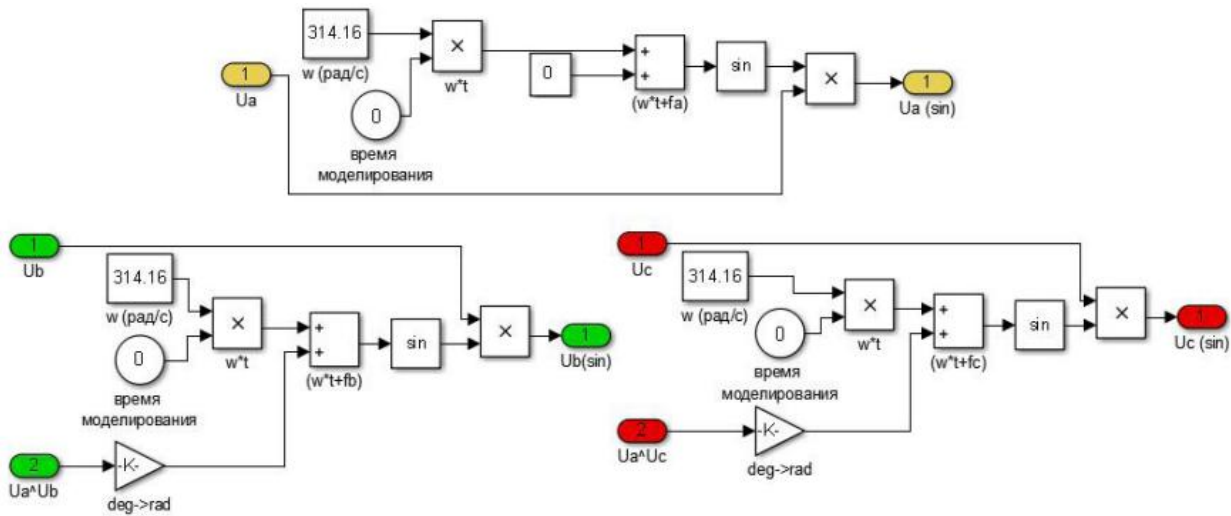 314.16
w (рад/с)
×
w*t
1
Ua
0
время
моделирования
0
+
+
(w*t+fa)
sin
×
1
Ua (sin)
1
Ub
314.16
w (рад/с)
×
w*t
0
время
моделирования
+
+
(w*t+fb)
sin
×
1
Ub(sin)
2
Ua^Ub
-K-
deg->rad
1
Uc
314.16
w (рад/с)
×
w*t
0
время
моделирования
+
+
(w*t+fc)
sin
×
1
Uc (sin)
2
Ua^Uc
-K-
deg->rad